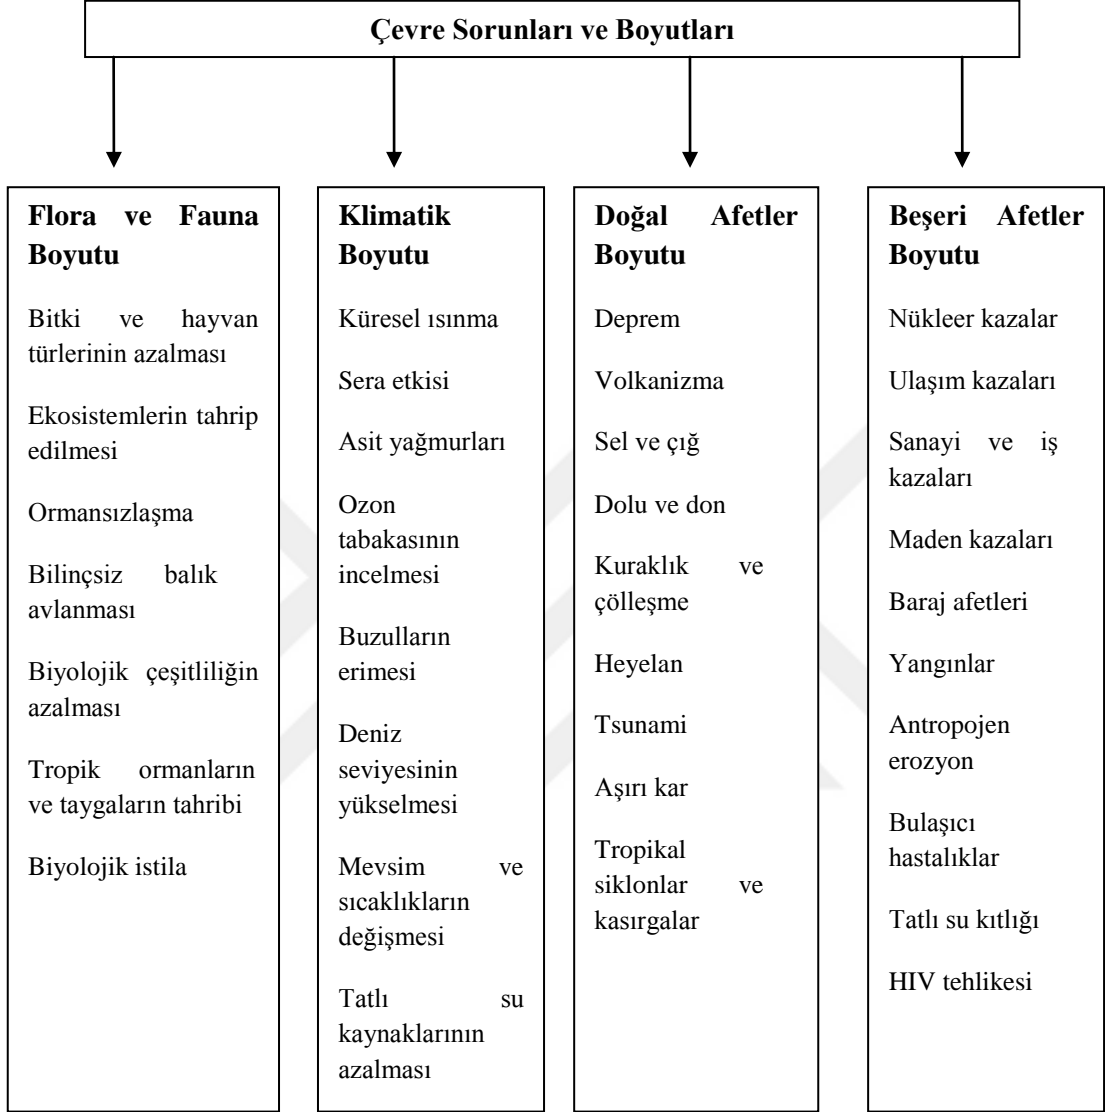 Çevre Sorunları ve Boyutları
Flora ve Fauna
Boyutu
Bitki ve hayvan
türlerinin azalması
Ekosistemlerin tahrip
edilmesi
Ormansızlaşma
Bilinçsiz balık
avlanması
Biyolojik çeşitliliğin
azalması
Tropik ormanların
ve taygaların tahribi
Biyolojik istila
Klimatik
Boyutu
Küresel ısınma
Sera etkisi
Asit yağmurları
Ozon
tabakasının
incelmesi
Buzulların
erimesi
Deniz
seviyesinin
yükselmesi
Mevsim ve
sıcaklıkların
değişmesi
Tatlı su
kaynaklarının
azalması
Doğal Afetler
Boyutu
Deprem
Volkanizma
Sel ve çığ
Dolu ve don
Kuraklık ve
çölleşme
Heyelan
Tsunami
Aşırı kar
Tropikal
siklonlar ve
kasırgalar
Beşeri Afetler
Boyutu
Nükleer kazalar
Ulaşım kazaları
Sanayi ve iş
kazaları
Maden kazaları
Baraj afetleri
Yangınlar
Antropojen
erozyon
Bulaşıcı
hastalıklar
Tatlı su kıtlığı
HIV tehlikesi